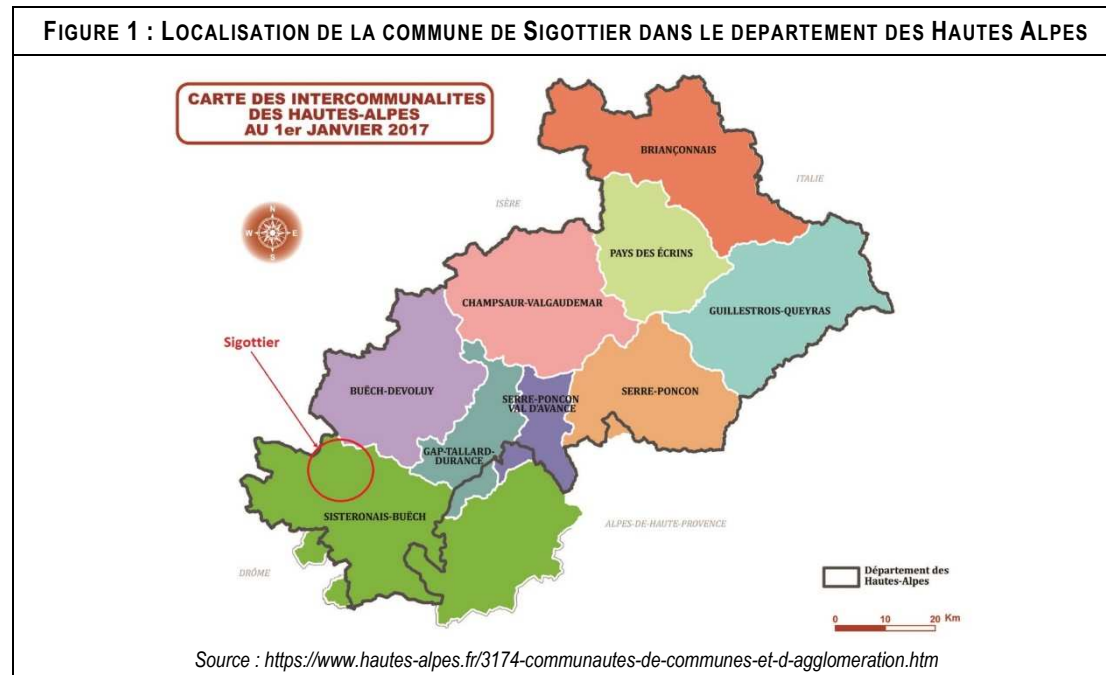 FIGURE 1 : LOCALISATION DE LA COMMUNE DE SIGOTTIER DANS LE DEPARTEMENT DES HAUTES ALPES
CARTE DES INTERCOMMUNALITES
DES HAUTES-ALPES
AU 1er JANVIER 2017
BRIANÇONNAIS
ITALIE
ISÈRE
N
W E
S
PAYS DES ÉCRINS
CHAMPSAUR-VALGAUDEMAR
GUILLESTROIS-QUEYRAS
Sigottier
BUËCH-DEVOLUY
SERRE-PONCON
VAL D'AVANCE
SERRE-PONCON
GAP-TALLARD-
DURANCE
SISTERONAIS-BUËCH
ALPES-DE-HAUTE-PROVENCE
DRÔME
Département des
Hautes-Alpes
0 10 20 Km
Source : https://www.hautes-alpes.fr/3174-communautes-de-communes-et-d-agglomeration.htm